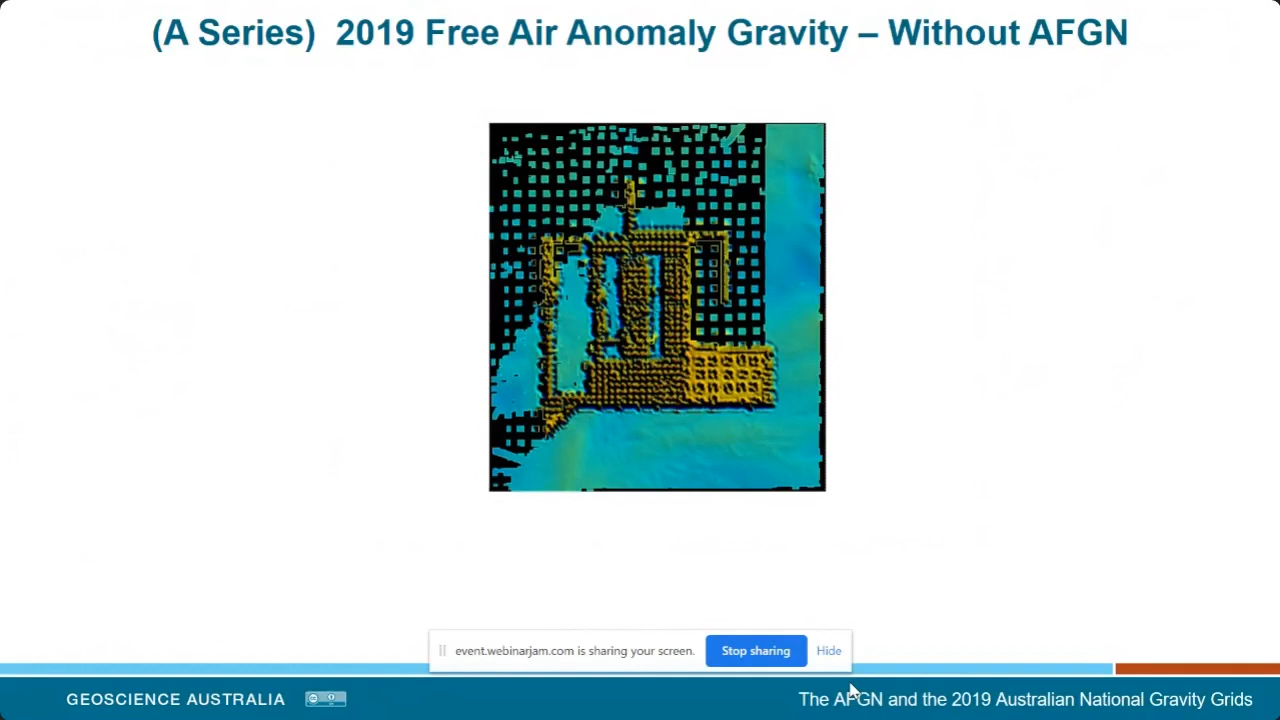 (A Series) 2019 Free Air Anomaly Gravity – Without AFGN
event.webinarjam.com is sharing your screen. Stop sharing Hide
GEOSCIENCE AUSTRALIA
The AFGN and the 2019 Australian National Gravity Grids